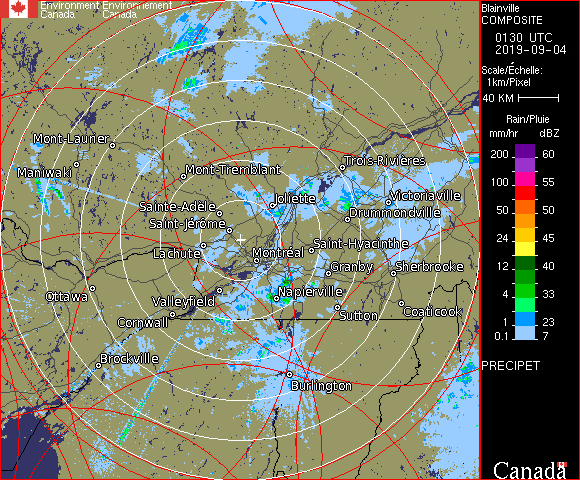 Environment Environnement
Canada Canada
Blainville
COMPOSITE
0130 UTC
2019-09-04
Scale/Échelle:
1km/Pixel
40 KM
Rain/Pluie
mm/hr dBZ
200 60
100 55
50 50
24 45
12 40
4 33
1 23
0.1 7
PRECIPET
Canada
Mont-Laurier
Maniwaki
Mont-Tremblant
Trois-Rivières
Sainte-Adèle
Joliette
Victoriaville
Drummondville
Saint-Jérôme
Lachute
Montréal
Saint-Hyacinthe
Granby
Sherbrooke
Ottawa
Valleyfield
Napierville
Cornwall
Sutton
Coaticook
Brockville
Burlington